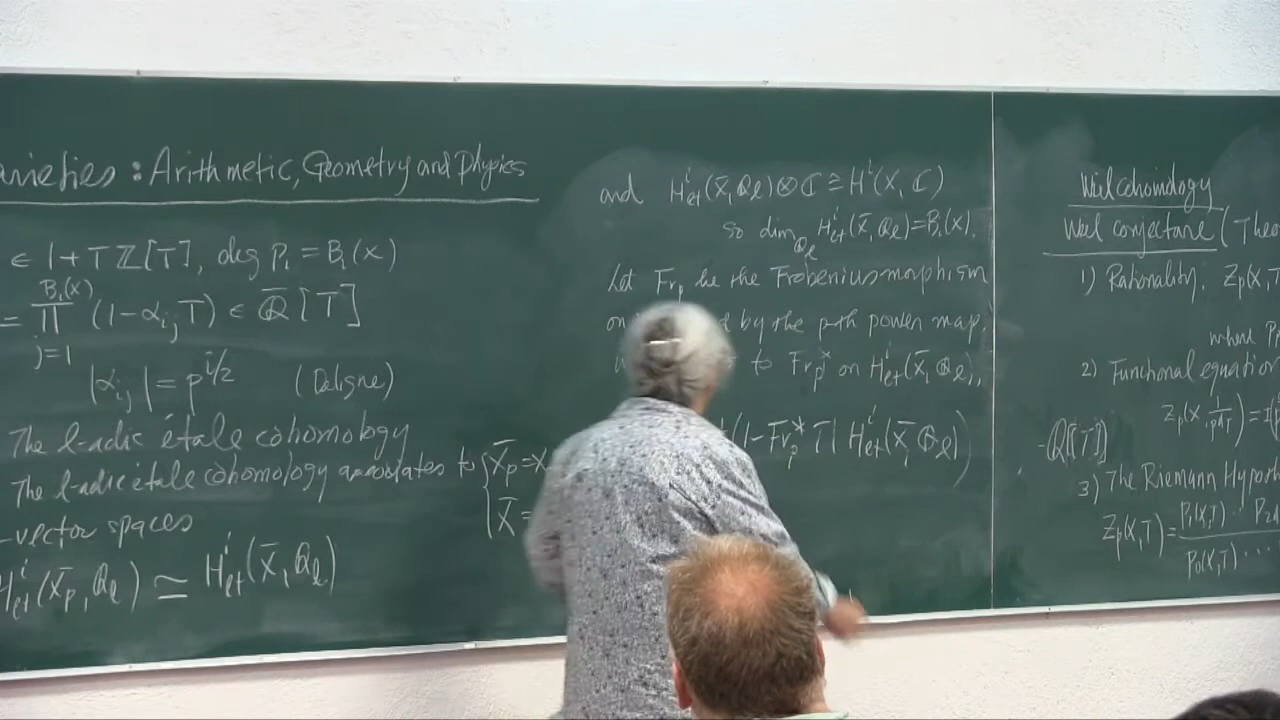 : Arithmetic, Geometry and Physics
∈ 1 + T ℤ[T], deg P_i = B_i(X)
= ∏_{j=1}^{B_i(X)} (1 - α_{ij} T) ∈ Q̄[T]
|α_{ij}| = p^{i/2} (Deligne)
The l-adic étale cohomology
The l-adic étale cohomology associates to { X̄_p = X
X̄ =
-vector spaces
H^i_et(X̄_p, Q_l) ≃ H^i_et(X̄, Q_l)
and H^i_et(X̄, Q_l) ⊗ ℂ ≅ H^i(X, ℂ)
so dim_{Q_l} H^i_et(X̄, Q_l) = B_i(X).
Let Fr_p be the Frobenius morphism
on by the p-th power map.
to Fr_p^* on H^i_et(X̄, Q_l),
(1 - Fr_p^* T | H^i_et(X̄, Q_l))
Weil cohomology
Weil conjecture (Theo
1) Rationality. Z_p(X,T
where P
Q[[T]]
2) Functional equation
Z_p(X, 1/p^d T) = ±
3) The Riemann Hypoth
Z_p(X,T) = P_1(X,T) ... P_2
P_0(X,T) ...